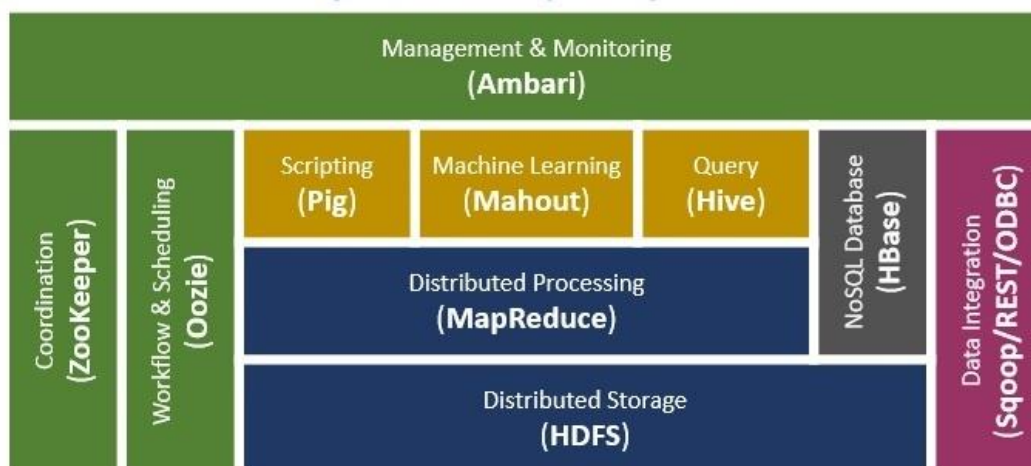 Management & Monitoring
(Ambari)
Coordination
(ZooKeeper)
Workflow & Scheduling
(Oozie)
Scripting
(Pig)
Machine Learning
(Mahout)
Query
(Hive)
Distributed Processing
(MapReduce)
Distributed Storage
(HDFS)
NoSQL Database
(HBase)
Data Integration
(Sqoop/REST/ODBC)